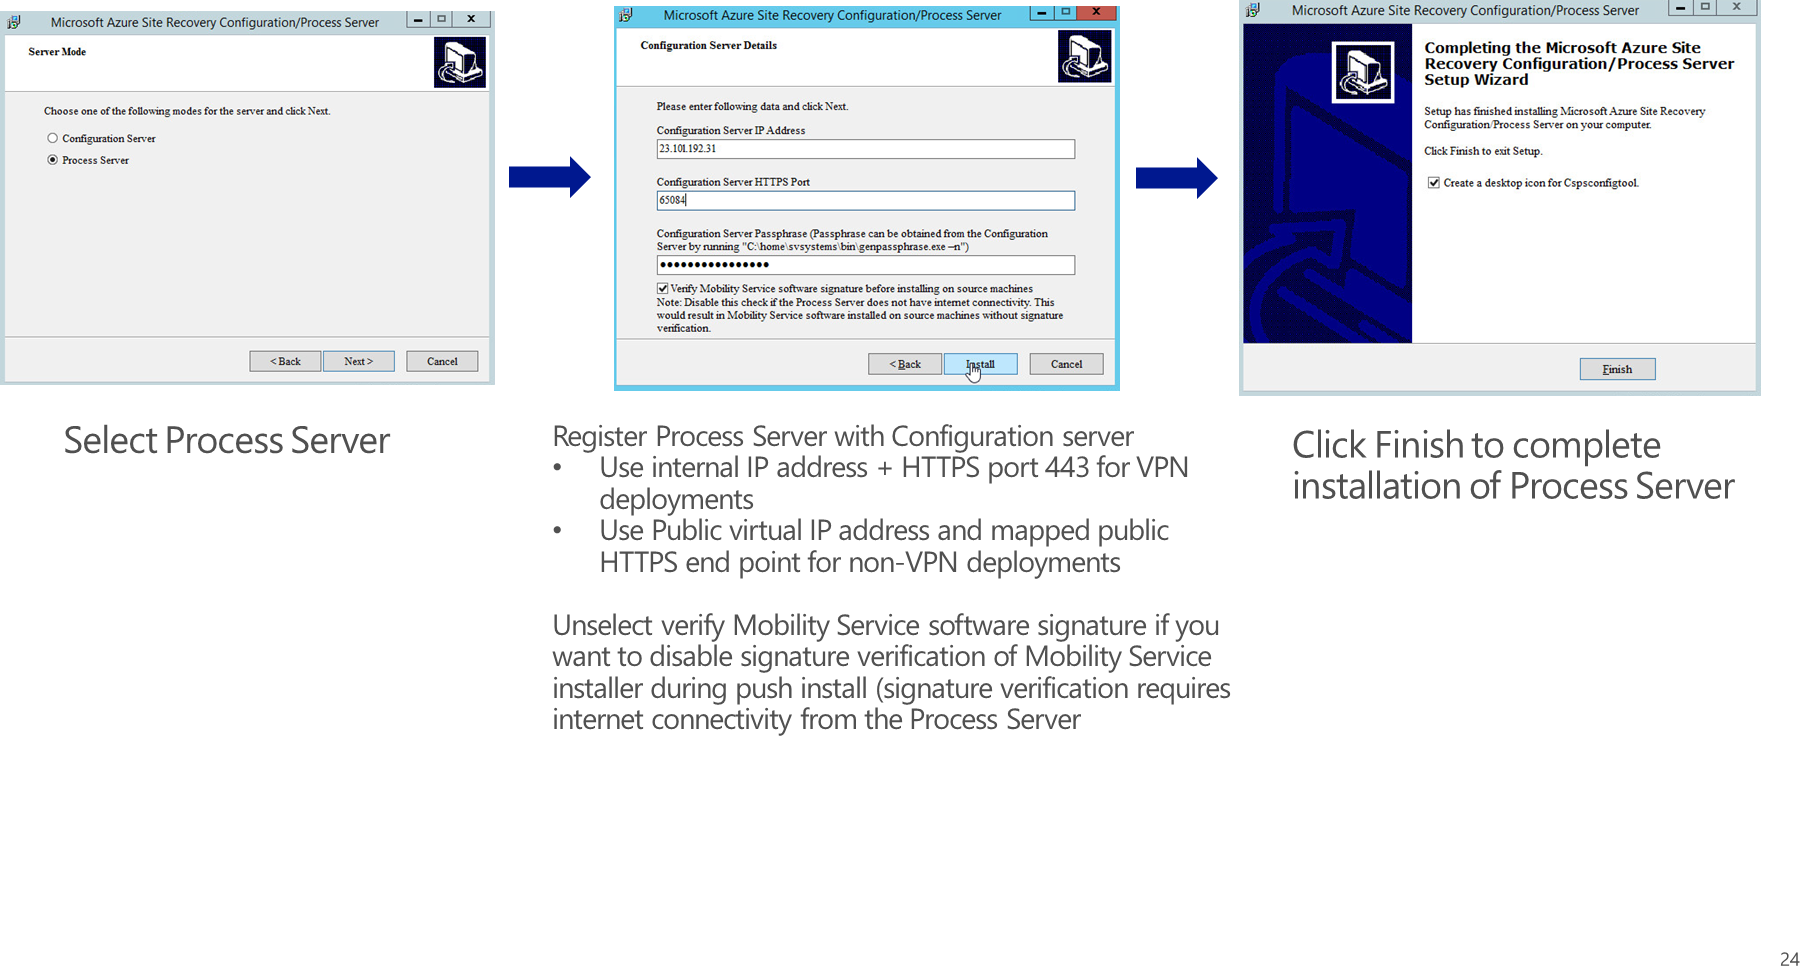 Microsoft Azure Site Recovery Configuration/Process Server
Server Mode
Choose one of the following modes for the server and click Next.
Configuration Server
Process Server
< Back
Next >
Cancel
Select Process Server
Microsoft Azure Site Recovery Configuration/Process Server
Configuration Server Details
Please enter following data and click Next.
Configuration Server IP Address
23.101.192.31
Configuration Server HTTPS Port
65084
Configuration Server Passphrase (Passphrase can be obtained from the Configuration
Server by running "C:\home\svsystems\bin\genpassphrase.exe –n")
●●●●●●●●●●●●●●●●
Verify Mobility Service software signature before installing on source machines
Note: Disable this check if the Process Server does not have internet connectivity. This
would result in Mobility Service software installed on source machines without signature
verification.
< Back
Install
Cancel
Register Process Server with Configuration server
• Use internal IP address + HTTPS port 443 for VPN
deployments
• Use Public virtual IP address and mapped public
HTTPS end point for non-VPN deployments
Unselect verify Mobility Service software signature if you
want to disable signature verification of Mobility Service
installer during push install (signature verification requires
internet connectivity from the Process Server
Microsoft Azure Site Recovery Configuration/Process Server
Completing the Microsoft Azure Site
Recovery Configuration/Process Server
Setup Wizard
Setup has finished installing Microsoft Azure Site Recovery
Configuration/Process Server on your computer.
Click Finish to exit Setup.
Create a desktop icon for Cspsconfigtool.
Finish
Click Finish to complete
installation of Process Server
24